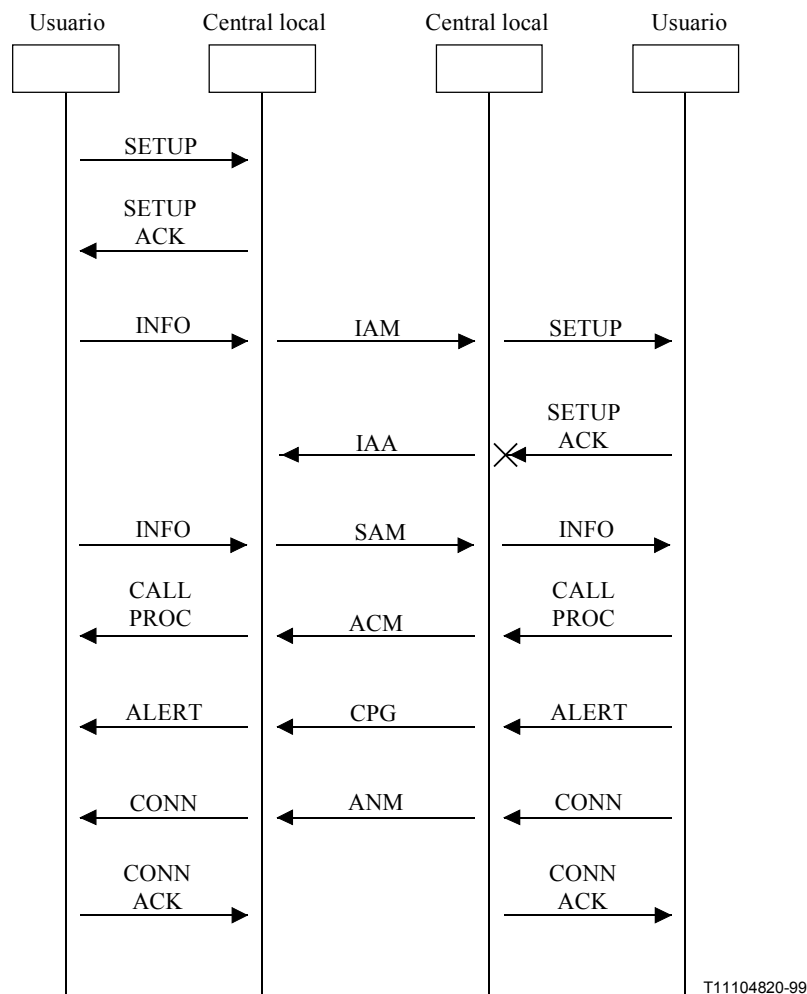 Usuario Central local Central local Usuario
SETUP
SETUP
ACK
INFO IAM SETUP
SETUP
ACK
IAA
INFO SAM INFO
CALL
PROC
ACM
CALL
PROC
ALERT CPG ALERT
CONN ANM CONN
CONN
ACK
CONN
ACK
T11104820-99